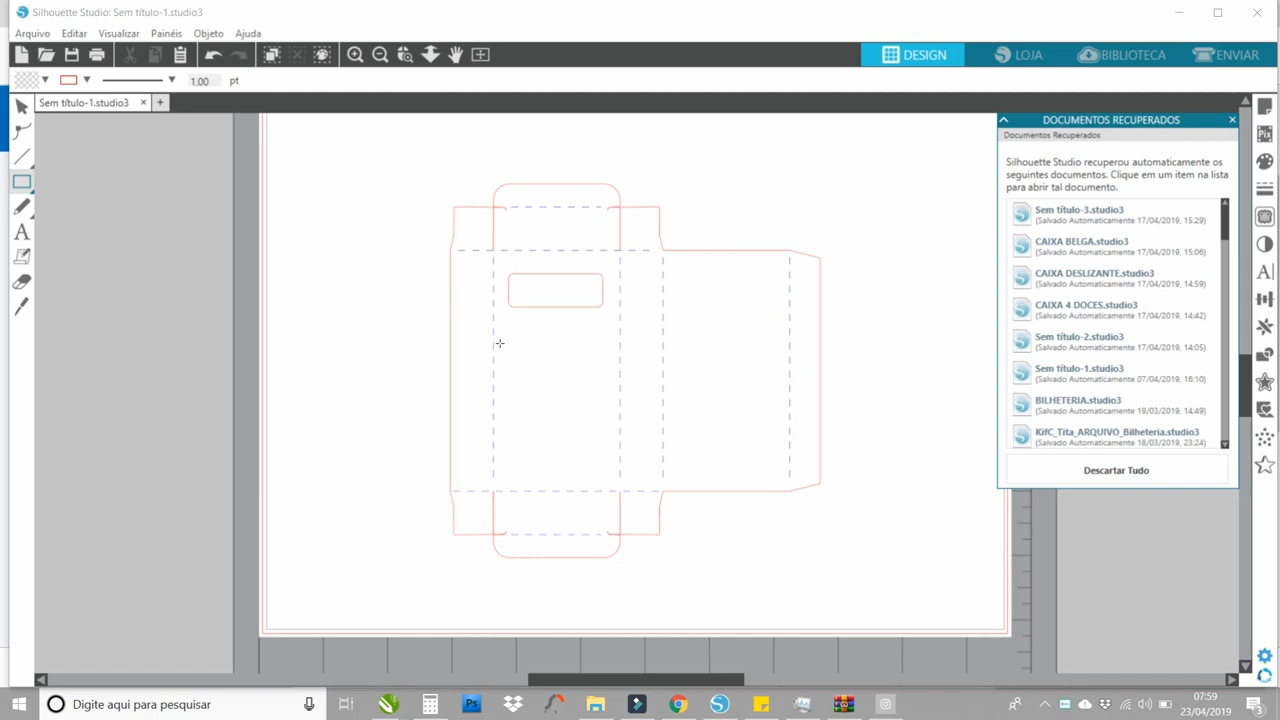 Silhouette Studio: Sem título-1.studio3
Arquivo Editar Visualizar Painéis Objeto Ajuda
DESIGN LOJA BIBLIOTECA ENVIAR
1.00 pt
Sem título-1.studio3
DOCUMENTOS RECUPERADOS
Documentos Recuperados
Silhouette Studio recuperou automaticamente os
seguintes documentos. Clique em um item na lista
para abrir tal documento.
Sem título-3.studio3
(Salvado Automaticamente 17/04/2019, 15:29)
CAIXA BELGA.studio3
(Salvado Automaticamente 17/04/2019, 15:06)
CAIXA DESLIZANTE.studio3
(Salvado Automaticamente 17/04/2019, 14:59)
CAIXA 4 DOCES.studio3
(Salvado Automaticamente 17/04/2019, 14:42)
Sem título-2.studio3
(Salvado Automaticamente 17/04/2019, 14:05)
Sem título-1.studio3
(Salvado Automaticamente 07/04/2019, 16:10)
BILHETERIA.studio3
(Salvado Automaticamente 19/03/2019, 14:49)
KifC_Tita_ARQUIVO_Bilheteria.studio3
(Salvado Automaticamente 18/03/2019, 23:24)
Descartar Tudo
Digite aqui para pesquisar
07:59
23/04/2019